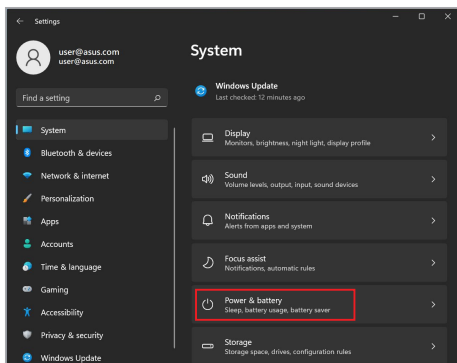 Settings
user@asus.com
user@asus.com
Find a setting
System
Bluetooth & devices
Network & internet
Personalization
Apps
Accounts
Time & language
Gaming
Accessibility
Privacy & security
Windows Update
System
Windows Update
Last checked: 12 minutes ago
Display
Monitors, brightness, night light, display profile
Sound
Volume levels, output, input, sound devices
Notifications
Alerts from apps and system
Focus assist
Notifications, automatic rules
Power & battery
Sleep, battery usage, battery saver
Storage
Storage space, drives, configuration rules